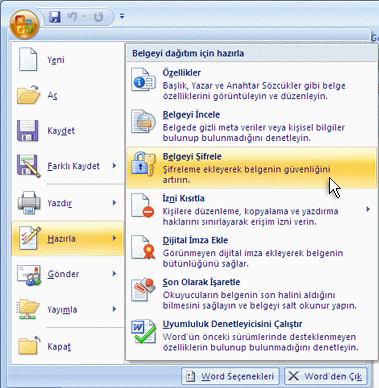 Yeni
Aç
Kaydet
Farklı Kaydet
Yazdır
Hazırla
Gönder
Yayımla
Kapat
Belgeyi dağıtım için hazırla
Özellikler
Başlık, Yazar ve Anahtar Sözcükler gibi belge
özelliklerini görüntüleyin ve düzenleyin.
Belgeyi İncele
Belgede gizli meta veriler veya kişisel bilgiler
bulunup bulunmadığını denetleyin.
Belgeyi Şifrele
Şifreleme ekleyerek belgenin güvenliğini
artırın.
İzni Kısıtla
Kişilere düzenleme, kopyalama ve yazdırma
haklarını sınırlayarak erişim izni verin.
Dijital İmza Ekle
Görünmeyen dijital imza ekleyerek belgenin
bütünlüğünü sağlar.
Son Olarak İşaretle
Okuyucuların belgenin son halini aldığını
bilmesini sağlayın ve belgeyi salt okunur yapın.
Uyumluluk Denetleyicisini Çalıştır
Word'ün önceki sürümlerinde desteklenmeyen
özelliklerin bulunup bulunmadığını denetleyin.
Word Seçenekleri
Word'den Çık